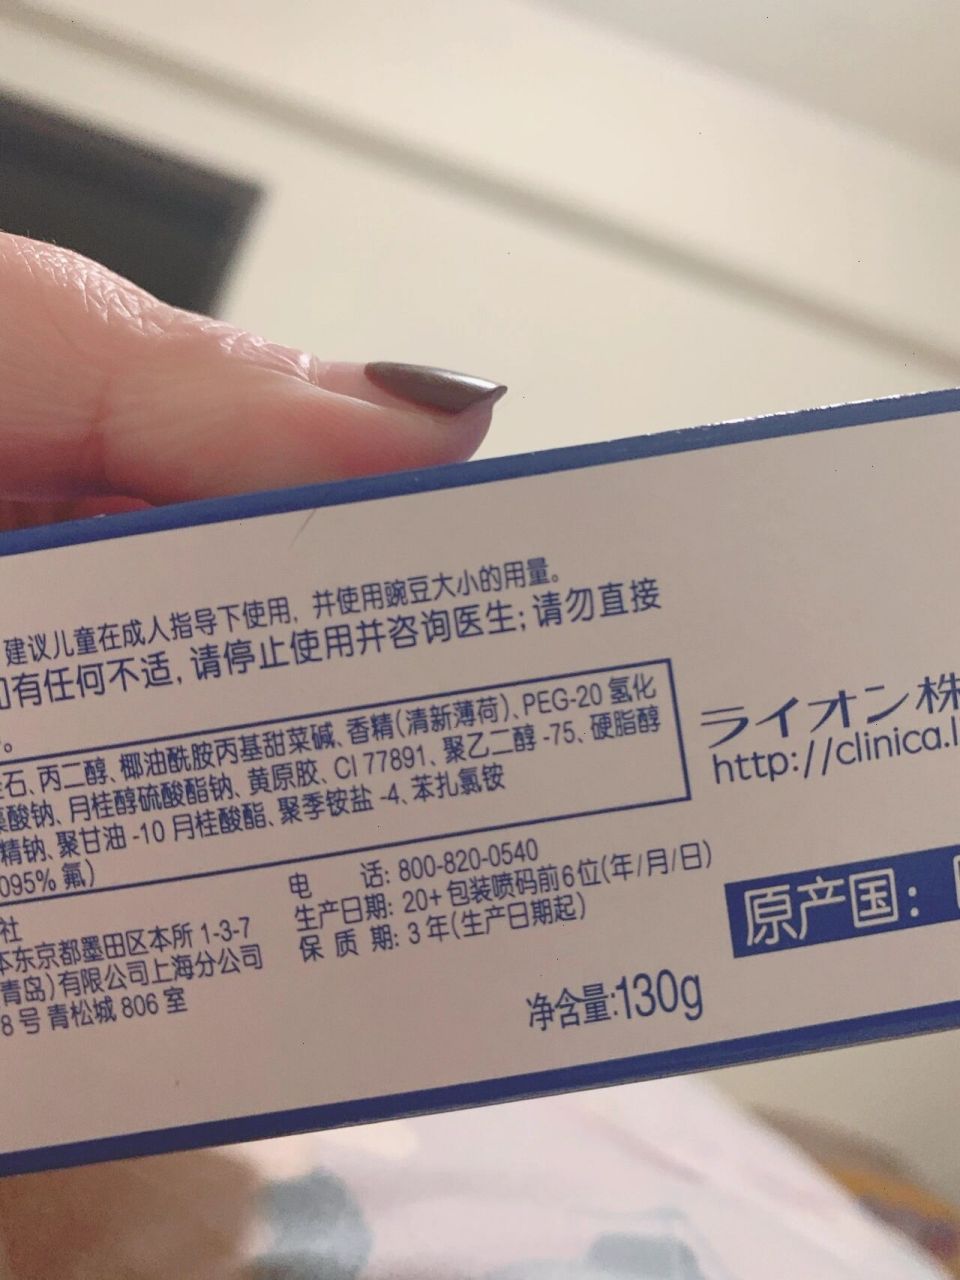 建议儿童在成人指导下使用，并使用豌豆大小的用量。
有任何不适，请停止使用并咨询医生；请勿直接
石、丙二醇、椰油酰胺丙基甜菜碱、香精（清新薄荷）、PEG-20 氢化
酸钠、月桂醇硫酸酯钠、黄原胶、CI 77891、聚乙二醇 -75、硬脂醇
精钠、聚甘油 -10 月桂酸酯、聚季铵盐 -4、苯扎氯铵
095% 氟）
社
东京都墨田区本所 1-3-7
青岛）有限公司上海分公司
8 号 青松城 806 室
电 话: 800-820-0540
生产日期: 20+ 包装喷码前6位(年/月/日)
保 质 期: 3 年(生产日期起)
净含量:130g
ライオン株
http://clinica.li
原产国：